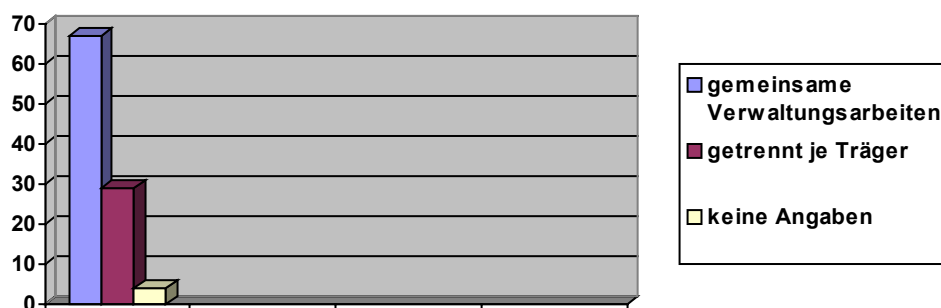 70
60
50
40
30
20
10
0
gemeinsame
Verwaltungsarbeiten
getrennt je Träger
keine Angaben